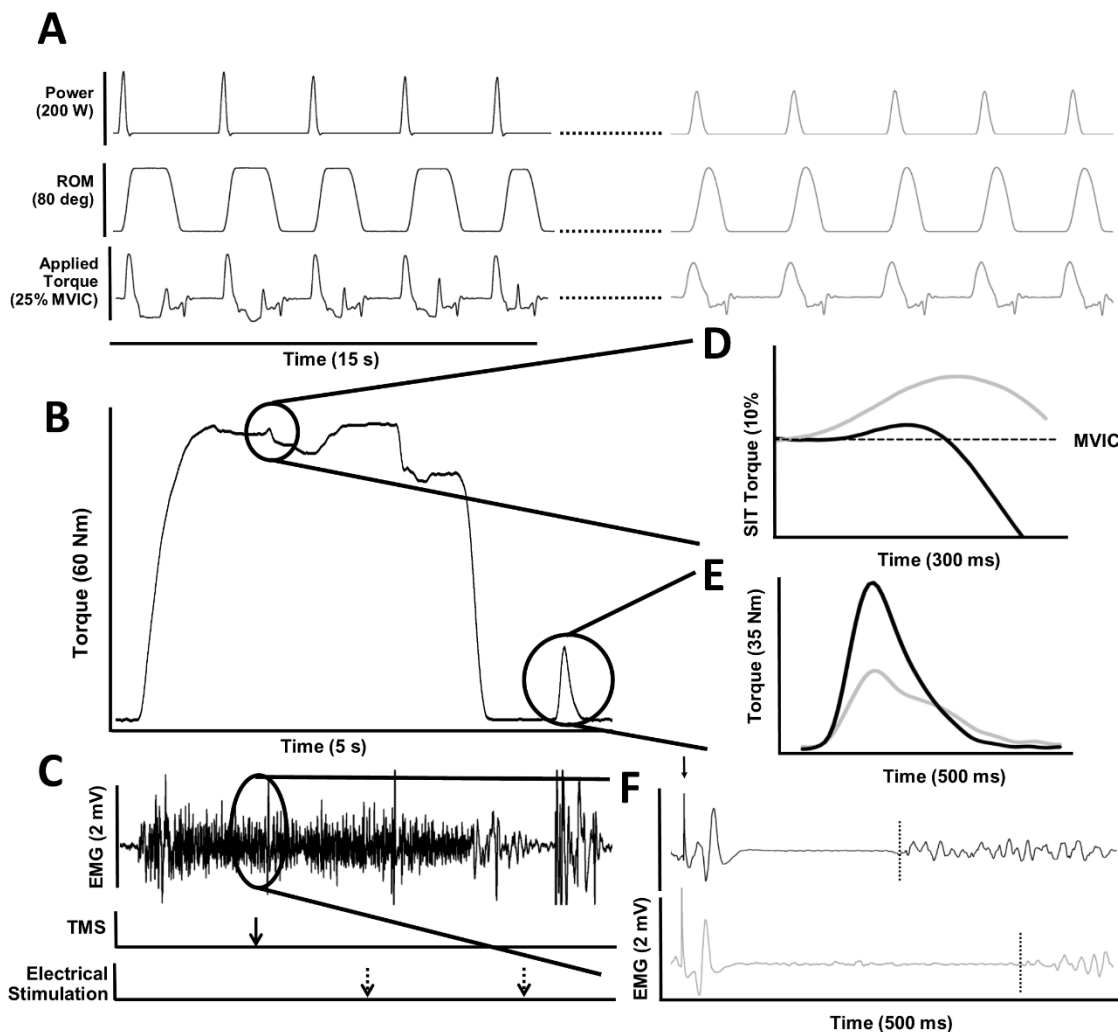 A
Power
(200 W)
ROM
(80 deg)
Applied
Torque
(25% MVIC)
Time (15 s)
B
Torque (60 Nm)
Time (5 s)
C
EMG (2 mV)
TMS
Electrical
Stimulation
D
SIT Torque (10%
MVIC
Time (300 ms)
E
Torque (35 Nm)
Time (500 ms)
F
EMG (2 mV)
Time (500 ms)